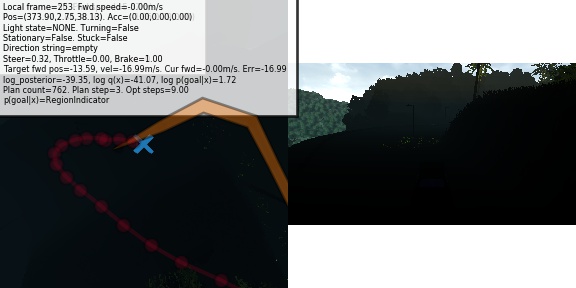 Local frame=253. Fwd speed=-0.00m/s
Pos=(373.90,2.75,38.13). Acc=(0.00,0.00,0.00)
Light state=NONE. Turning=False
Stationary=False. Stuck=False
Direction string=empty
Steer=0.32, Throttle=0.00, Brake=1.00
Target fwd pos=-13.59, vel=-16.99m/s. Cur fwd=-0.00m/s. Err=-16.99
log_posterior=-39.35, log q(x)=-41.07, log p(goal|x)=1.72
Plan count=762. Plan step=3. Opt steps=9.00
p(goal|x)=RegionIndicator